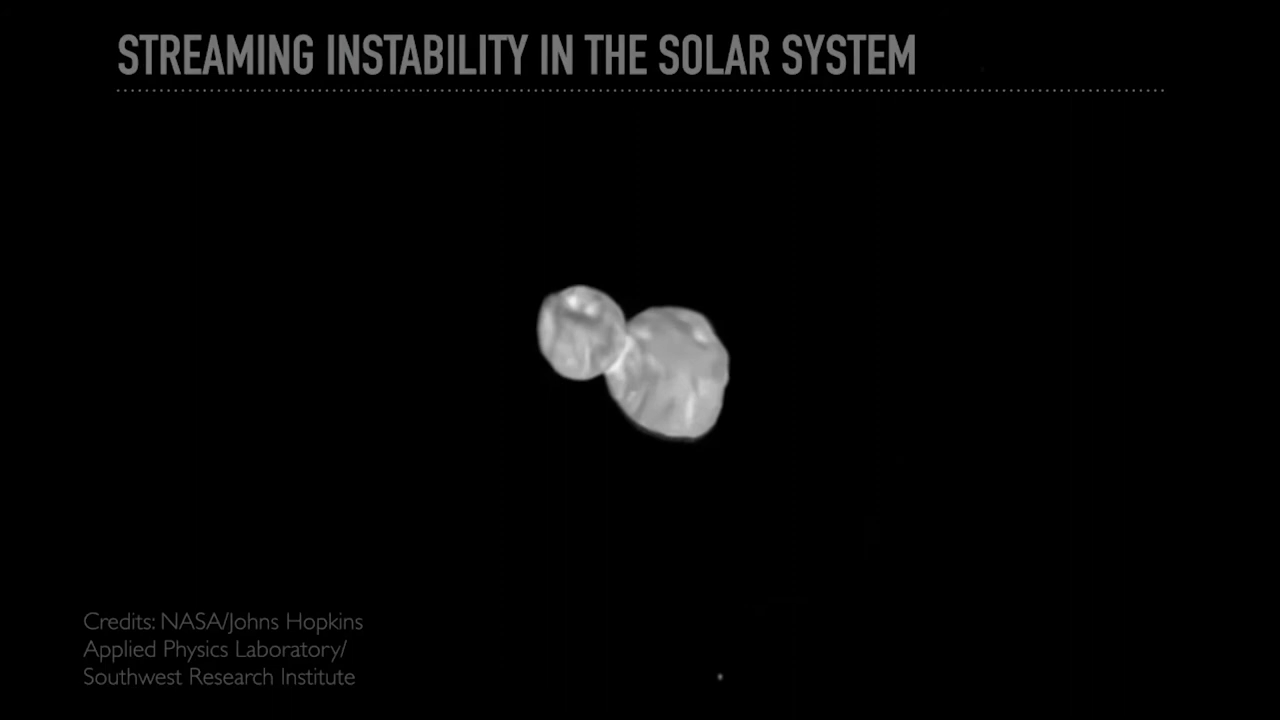 STREAMING INSTABILITY IN THE SOLAR SYSTEM
Credits: NASA/Johns Hopkins
Applied Physics Laboratory/
Southwest Research Institute